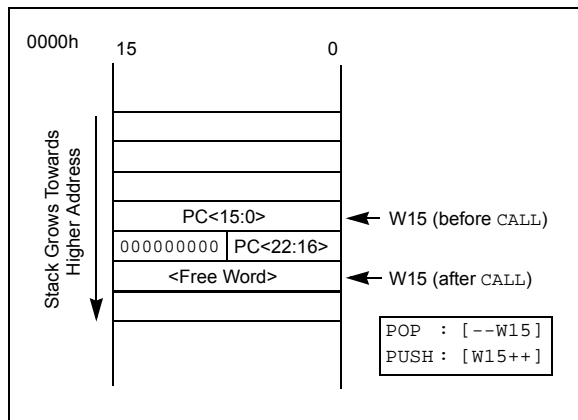 0000h
15 0
Stack Grows Towards
Higher Address
PC<15:0>
W15 (before CALL)
000000000 PC<22:16>
<Free Word>
W15 (after CALL)
POP : [--W15]
PUSH : [W15++]